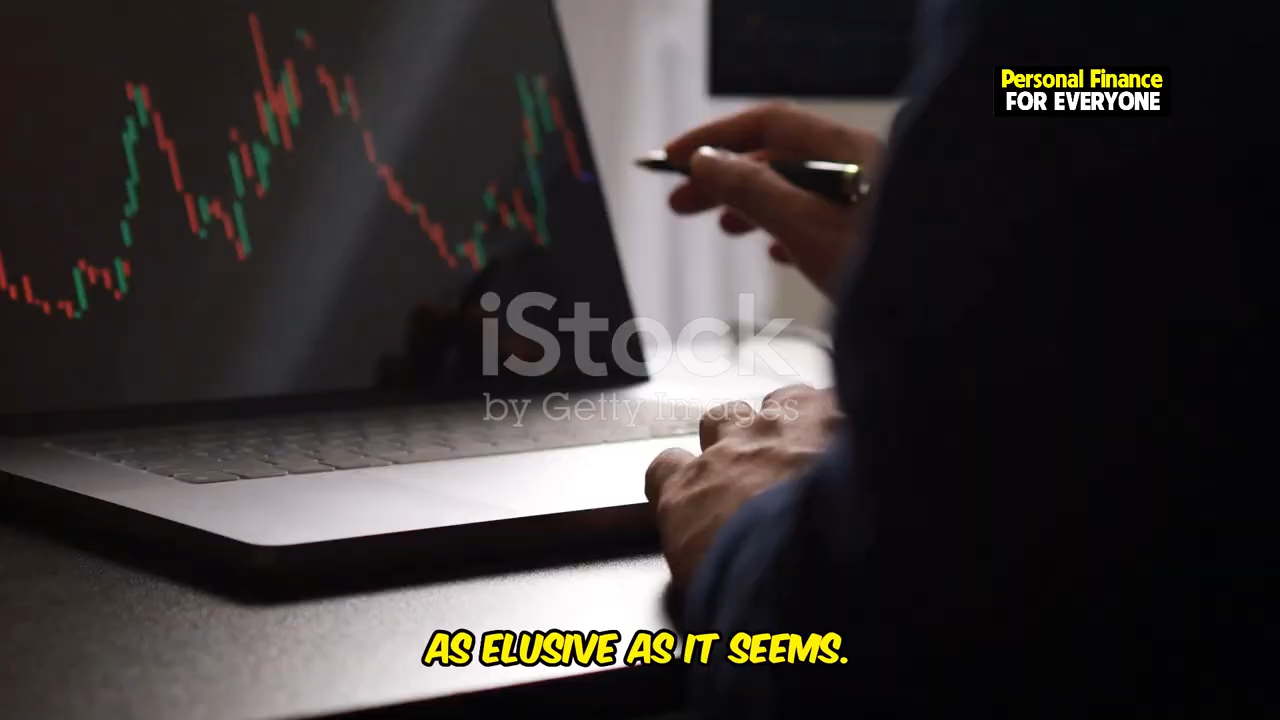 Personal Finance
FOR EVERYONE
iStock
by Getty Images
AS ELUSIVE AS IT SEEMS.